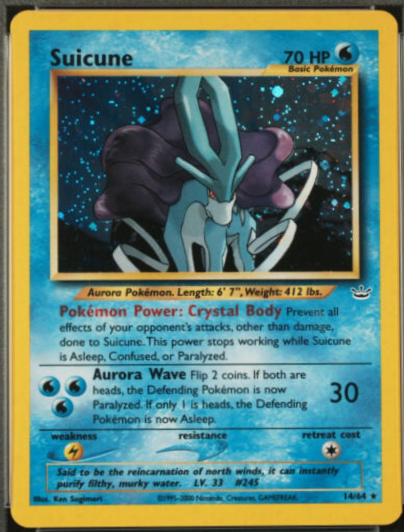 Suicune 70 HP
Basic Pokémon
Aurora Pokémon. Length: 6' 7", Weight: 412 lbs.
Pokémon Power: Crystal Body Prevent all
effects of your opponent's attacks, other than damage,
done to Suicune. This power stops working while Suicune
is Asleep, Confused, or Paralyzed.
Aurora Wave Flip 2 coins. If both are
heads, the Defending Pokémon is now
Paralyzed. If only 1 is heads, the Defending
Pokémon is now Asleep.
30
weakness resistance retreat cost
Said to be the reincarnation of north winds, it can instantly
purify filthy, murky water. LV. 33 #245
Illus. Ken Sugimori ©1995-2000 Nintendo, Creatures, GAMEFREAK. 14/64 ★